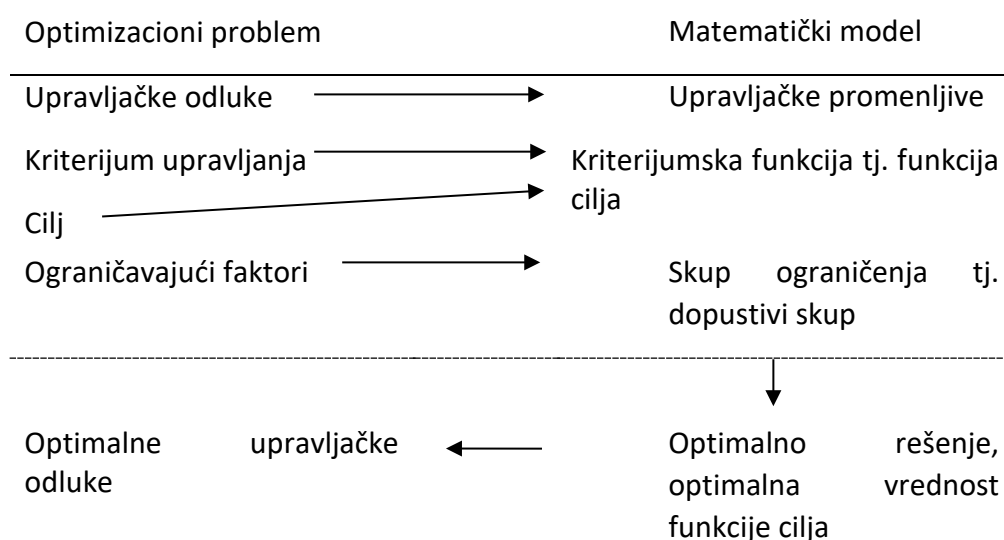 Optimizacioni problem Matematički model
Upravljačke odluke Upravljačke promenljive
Kriterijum upravljanja Kriterijumska funkcija tj. funkcija
cilja
Cilj
Ograničavajući faktori Skup ograničenja tj.
dopustivi skup
Optimalne upravljačke Optimalno rešenje,
odluke optimalna vrednost
funkcije cilja